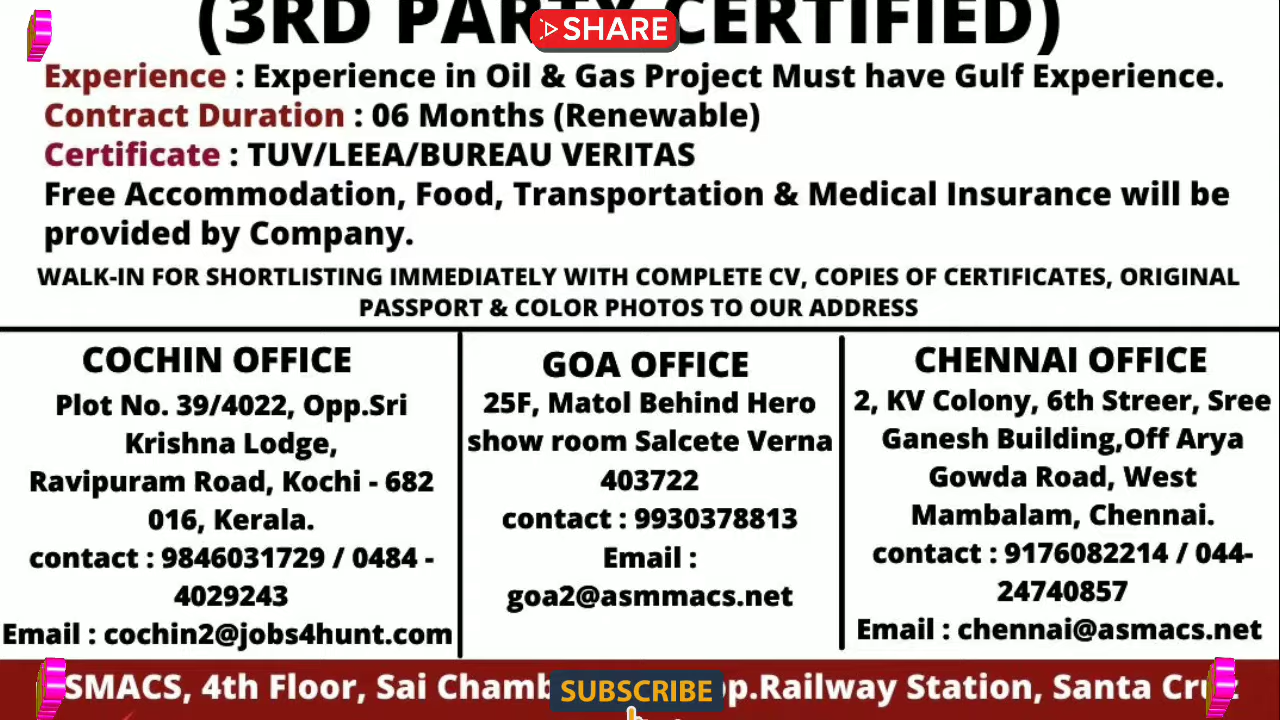 (3RD PARTY CERTIFIED)
SHARE
Experience : Experience in Oil & Gas Project Must have Gulf Experience.
Contract Duration : 06 Months (Renewable)
Certificate : TUV/LEEA/BUREAU VERITAS
Free Accommodation, Food, Transportation & Medical Insurance will be
provided by Company.
WALK-IN FOR SHORTLISTING IMMEDIATELY WITH COMPLETE CV, COPIES OF CERTIFICATES, ORIGINAL
PASSPORT & COLOR PHOTOS TO OUR ADDRESS
COCHIN OFFICE
Plot No. 39/4022, Opp.Sri
Krishna Lodge,
Ravipuram Road, Kochi - 682
016, Kerala.
contact : 9846031729 / 0484 -
4029243
Email : cochin2@jobs4hunt.com
GOA OFFICE
25F, Matol Behind Hero
show room Salcete Verna
403722
contact : 9930378813
Email :
goa2@asmmacs.net
CHENNAI OFFICE
2, KV Colony, 6th Streer, Sree
Ganesh Building,Off Arya
Gowda Road, West
Mambalam, Chennai.
contact : 9176082214 / 044-
24740857
Email : chennai@asmacs.net
SMACS, 4th Floor, Sai Chamb p.Railway Station, Santa Cruz
SUBSCRIBE